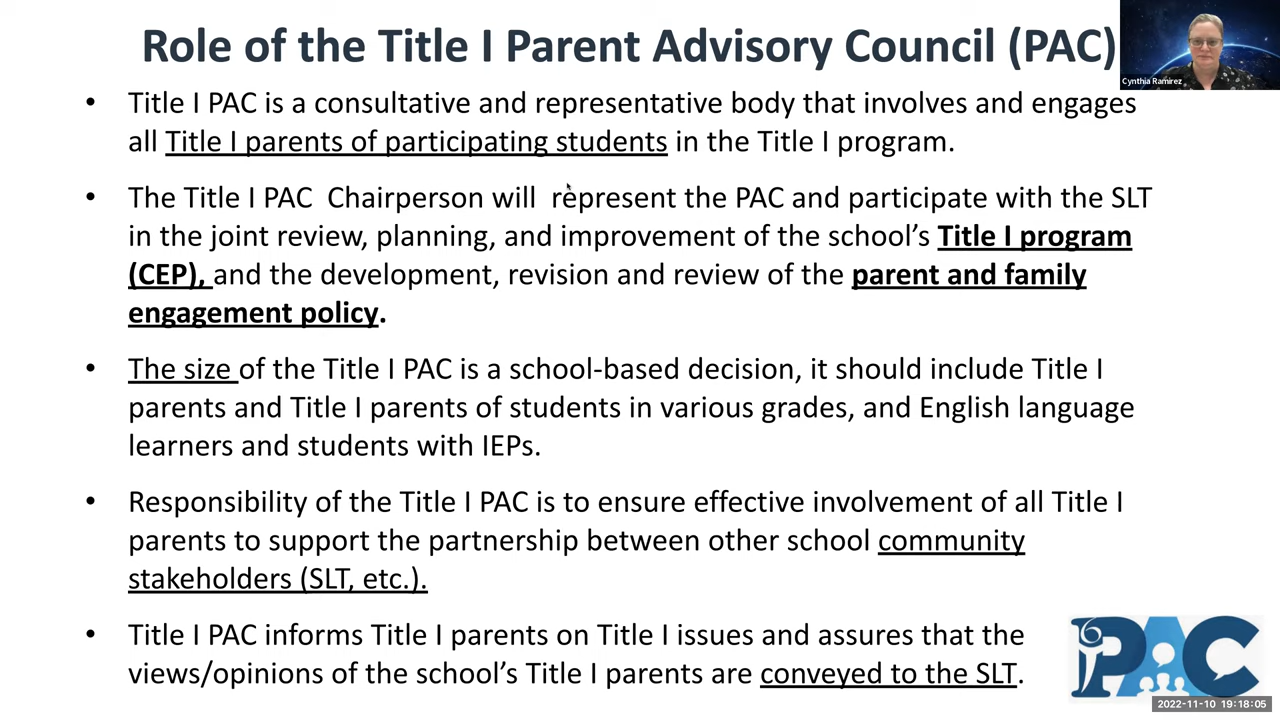 Role of the Title I Parent Advisory Council (PAC)
Cynthia Ramirez
• Title I PAC is a consultative and representative body that involves and engages
all Title I parents of participating students in the Title I program.
• The Title I PAC Chairperson will represent the PAC and participate with the SLT
in the joint review, planning, and improvement of the school’s Title I program
(CEP), and the development, revision and review of the parent and family
engagement policy.
• The size of the Title I PAC is a school-based decision, it should include Title I
parents and Title I parents of students in various grades, and English language
learners and students with IEPs.
• Responsibility of the Title I PAC is to ensure effective involvement of all Title I
parents to support the partnership between other school community
stakeholders (SLT, etc.).
• Title I PAC informs Title I parents on Title I issues and assures that the
views/opinions of the school’s Title I parents are conveyed to the SLT.
PAC
2022-11-10 19:18:05